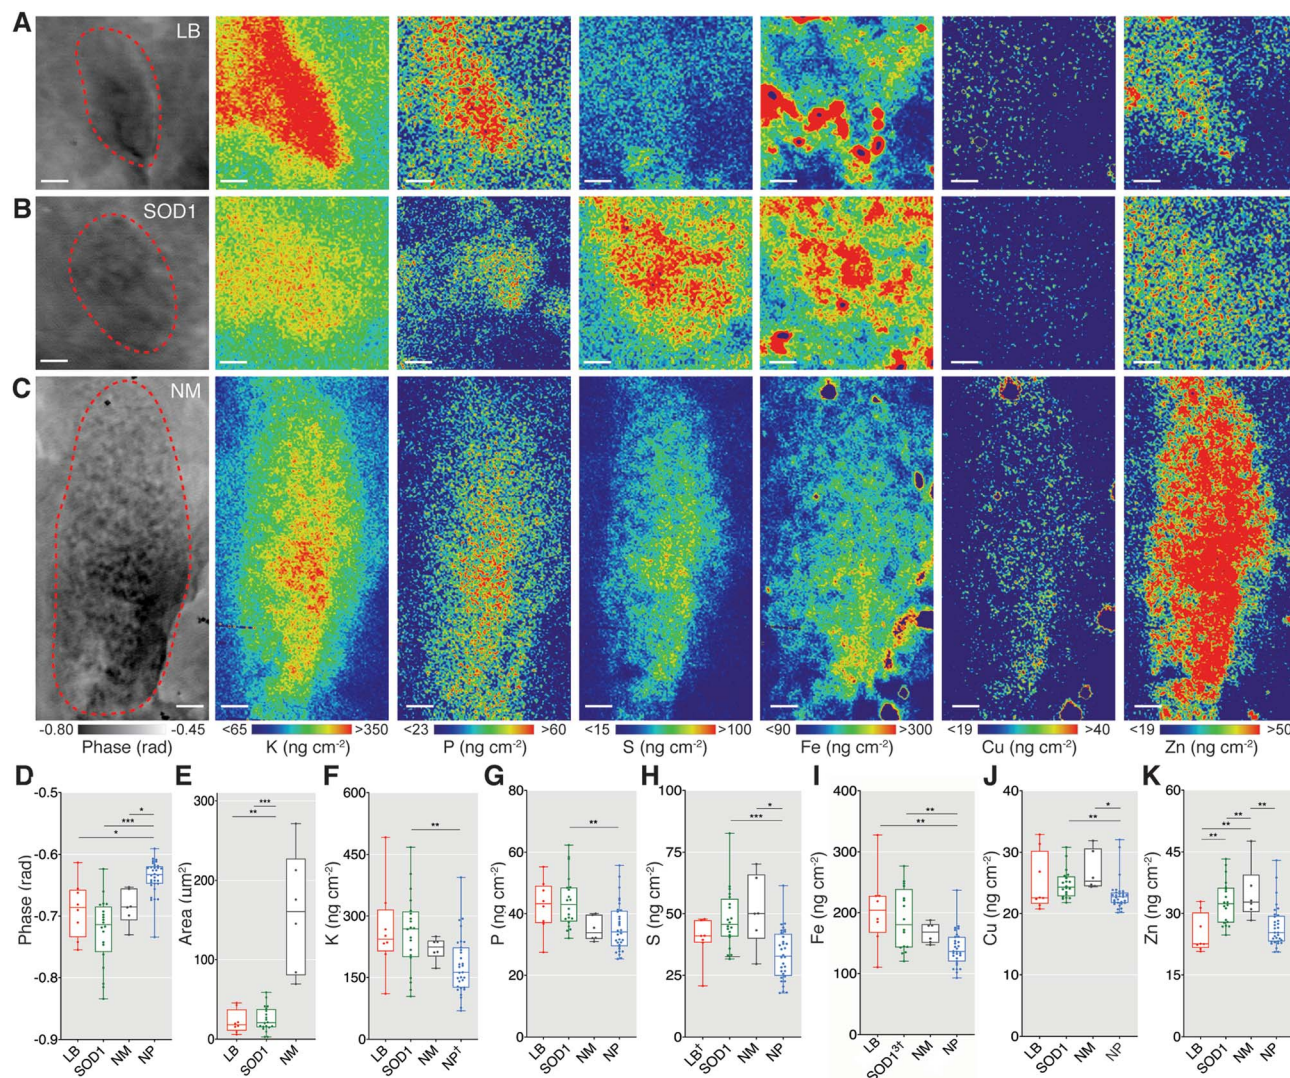 A LB
B SOD1
C NM
-0.80 -0.45 <65 >350 <23 >60 <15 >100 <90 >300 <19 >40 <19 >50
Phase (rad) K (ng cm⁻²) P (ng cm⁻²) S (ng cm⁻²) Fe (ng cm⁻²) Cu (ng cm⁻²) Zn (ng cm⁻²)
D E F G H I J K
Phase (rad)
-0.5
-0.6
-0.7
-0.8
-0.9
* *** *
LB SOD1 NM NP
Area (µm²)
300
200
100
0
*** **
LB SOD1 NM
K (ng cm⁻²)
600
450
300
150
0
**
LB SOD1 NM NP†
P (ng cm⁻²)
80
60
40
20
0
**
LB SOD1 NM NP
S (ng cm⁻²)
100
75
50
25
0
* ***
LB† SOD1 NM NP
Fe (ng cm⁻²)
400
300
200
100
0
** **
LB SOD1³† NM NP
Cu (ng cm⁻²)
40
30
20
10
0
* **
LB SOD1 NM NP
Zn (ng cm⁻²)
60
45
30
15
0
** ** ** **
LB SOD1 NM NP